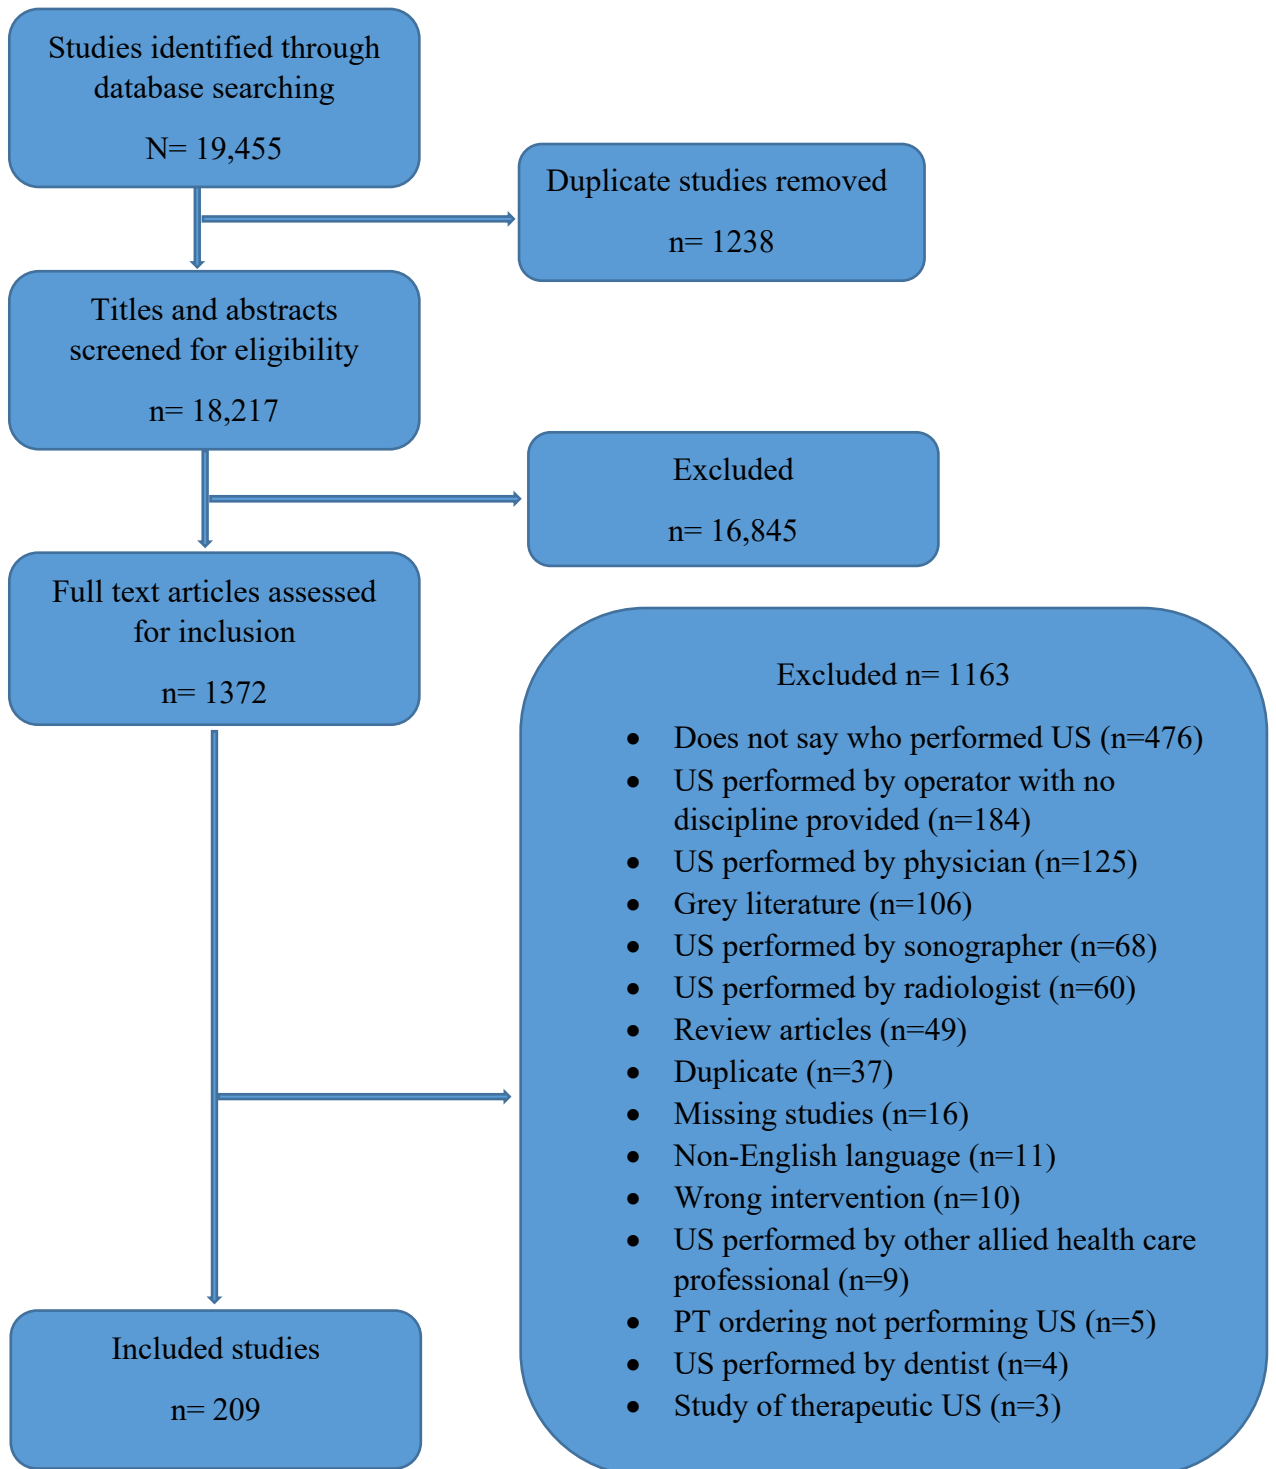 Studies identified through
database searching
N= 19,455
Duplicate studies removed
n= 1238
Titles and abstracts
screened for eligibility
n= 18,217
Excluded
n= 16,845
Full text articles assessed
for inclusion
n= 1372
Excluded n= 1163
• Does not say who performed US (n=476)
• US performed by operator with no
discipline provided (n=184)
• US performed by physician (n=125)
• Grey literature (n=106)
• US performed by sonographer (n=68)
• US performed by radiologist (n=60)
• Review articles (n=49)
• Duplicate (n=37)
• Missing studies (n=16)
• Non-English language (n=11)
• Wrong intervention (n=10)
• US performed by other allied health care
professional (n=9)
• PT ordering not performing US (n=5)
• US performed by dentist (n=4)
• Study of therapeutic US (n=3)
Included studies
n= 209